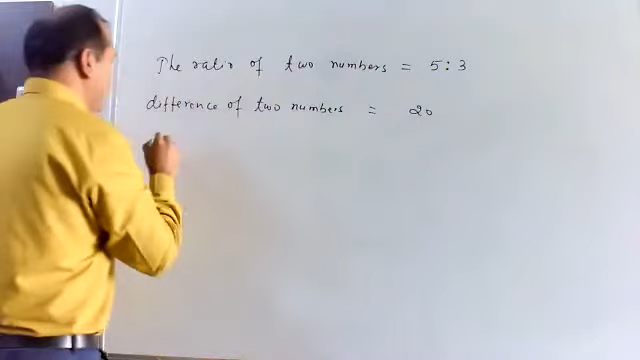 The ratio of two numbers = 5:3
difference of two numbers = 20